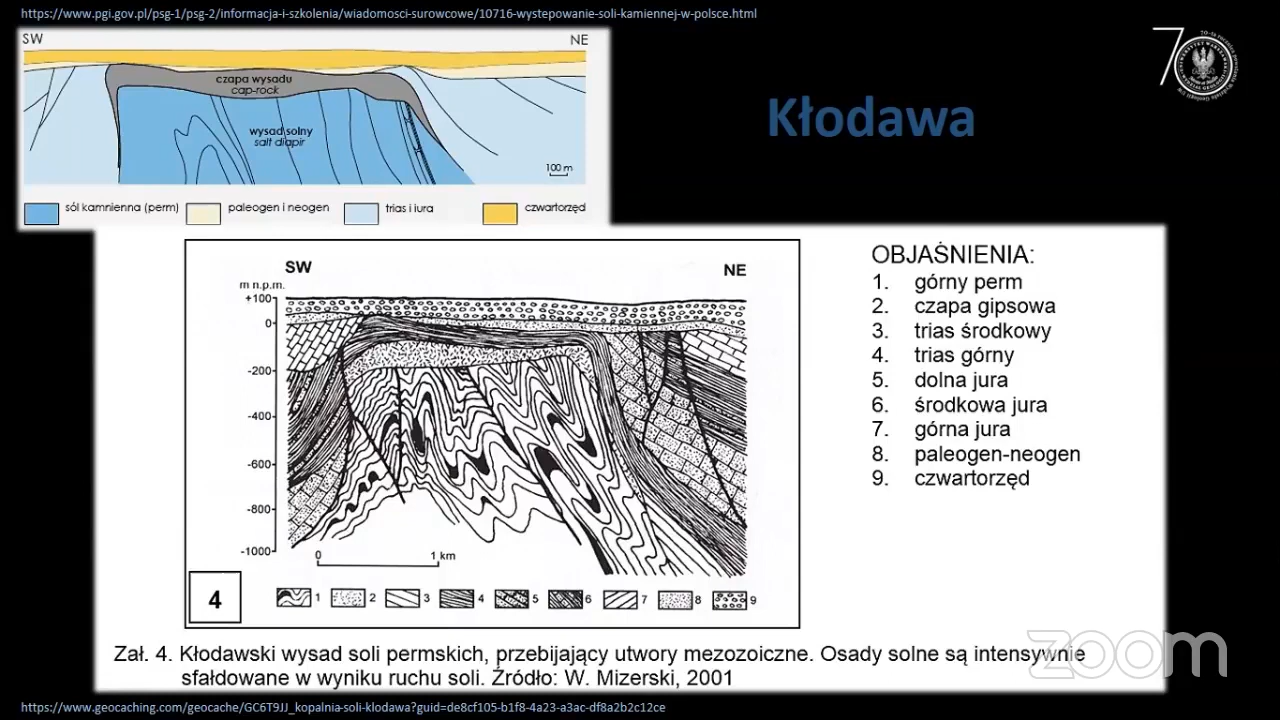 https://www.pgi.gov.pl/psg-1/psg-2/informacja-i-szkolenia/wiadomosci-surowcowe/10716-wystepowanie-soli-kamiennej-w-polsce.html
SW NE
czapa wysadu
cap-rock
wysad solny
salt diapir
100 m
sól kamnienna (perm) paleogen i neogen trias i iura czwartorzęd
70
Kłodawa
SW NE
m n.p.m.
+100
0
-200
-400
-600
-800
-1000
0 1 km
4
1 2 3 4 5 6 7 8 9
OBJAŚNIENIA:
1. górny perm
2. czapa gipsowa
3. trias środkowy
4. trias górny
5. dolna jura
6. środkowa jura
7. górna jura
8. paleogen-neogen
9. czwartorzęd
Zał. 4. Kłodawski wysad soli permskich, przebijający utwory mezozoiczne. Osady solne są intensywnie
sfałdowane w wyniku ruchu soli. Źródło: W. Mizerski, 2001
zoom
https://www.geocaching.com/geocache/GC6T9JJ_kopalnia-soli-klodawa?guid=de8cf105-b1f8-4a23-a3ac-df8a2b2c12ce